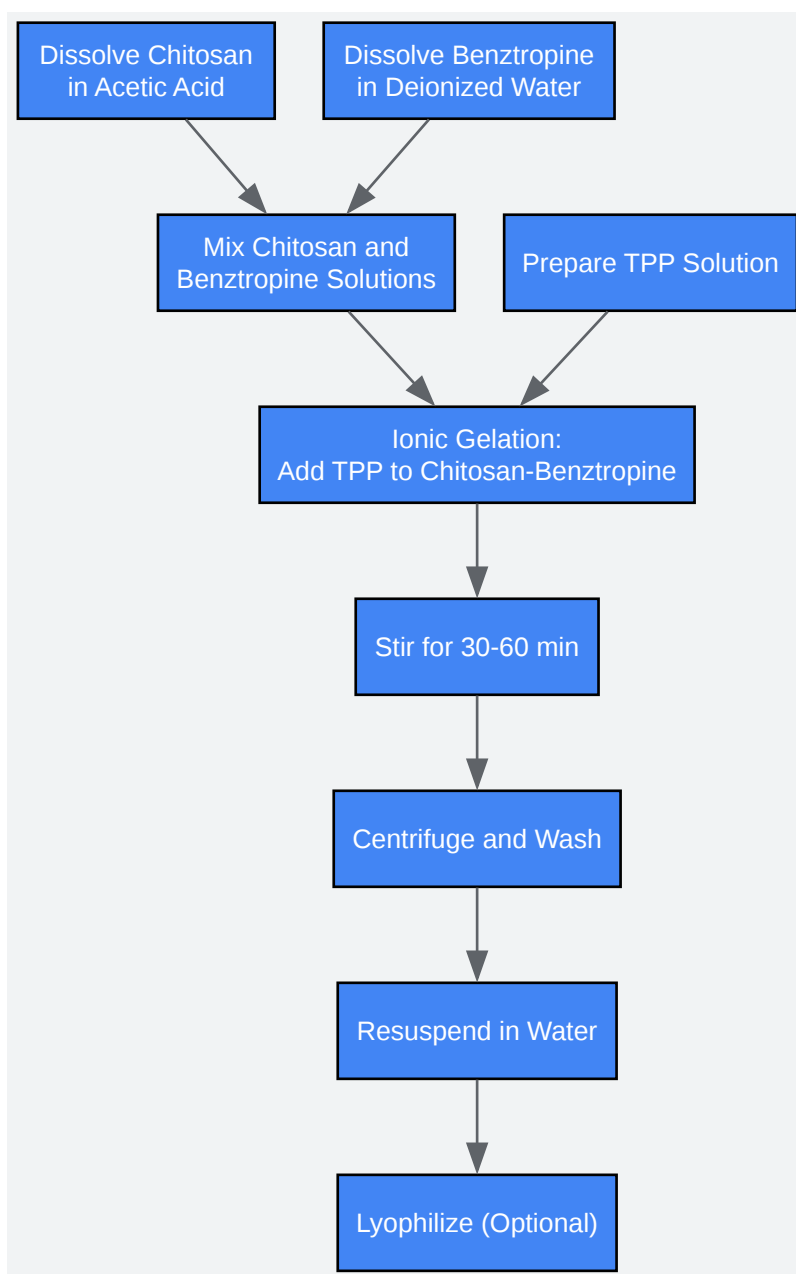 Dissolve Chitosan
in Acetic Acid
Dissolve Benztropine
in Deionized Water
Mix Chitosan and
Benztropine Solutions
Prepare TPP Solution
Ionic Gelation:
Add TPP to Chitosan-Benztropine
Stir for 30-60 min
Centrifuge and Wash
Resuspend in Water
Lyophilize (Optional)